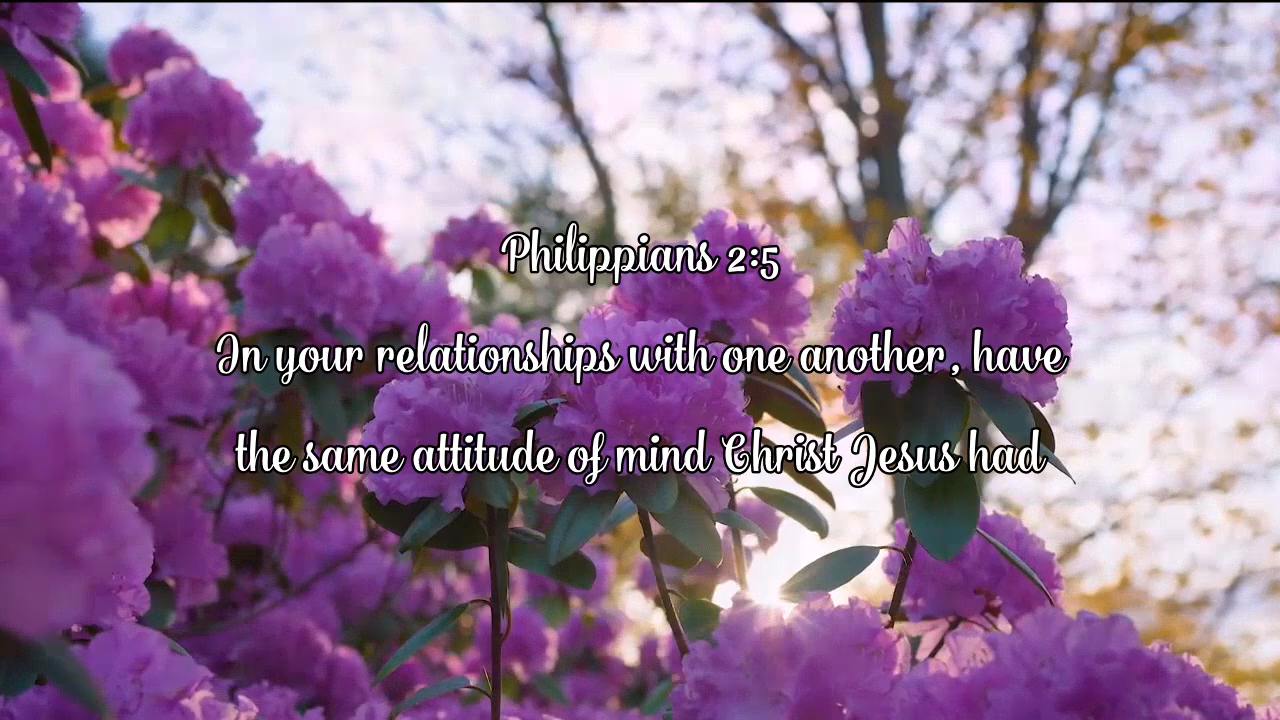 Philippians 2:5
In your relationships with one another, have
the same attitude of mind Christ Jesus had